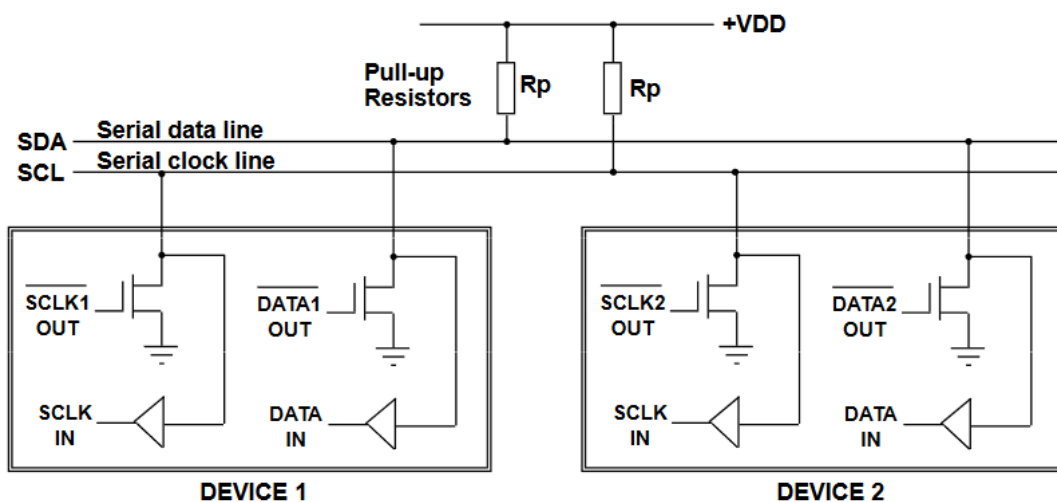 +VDD
Pull-up
Resistors
Rp
Rp
SDA
Serial data line
SCL
Serial clock line
SCLK1
OUT
DATA1
OUT
SCLK2
OUT
DATA2
OUT
SCLK
IN
DATA
IN
SCLK
IN
DATA
IN
DEVICE 1
DEVICE 2